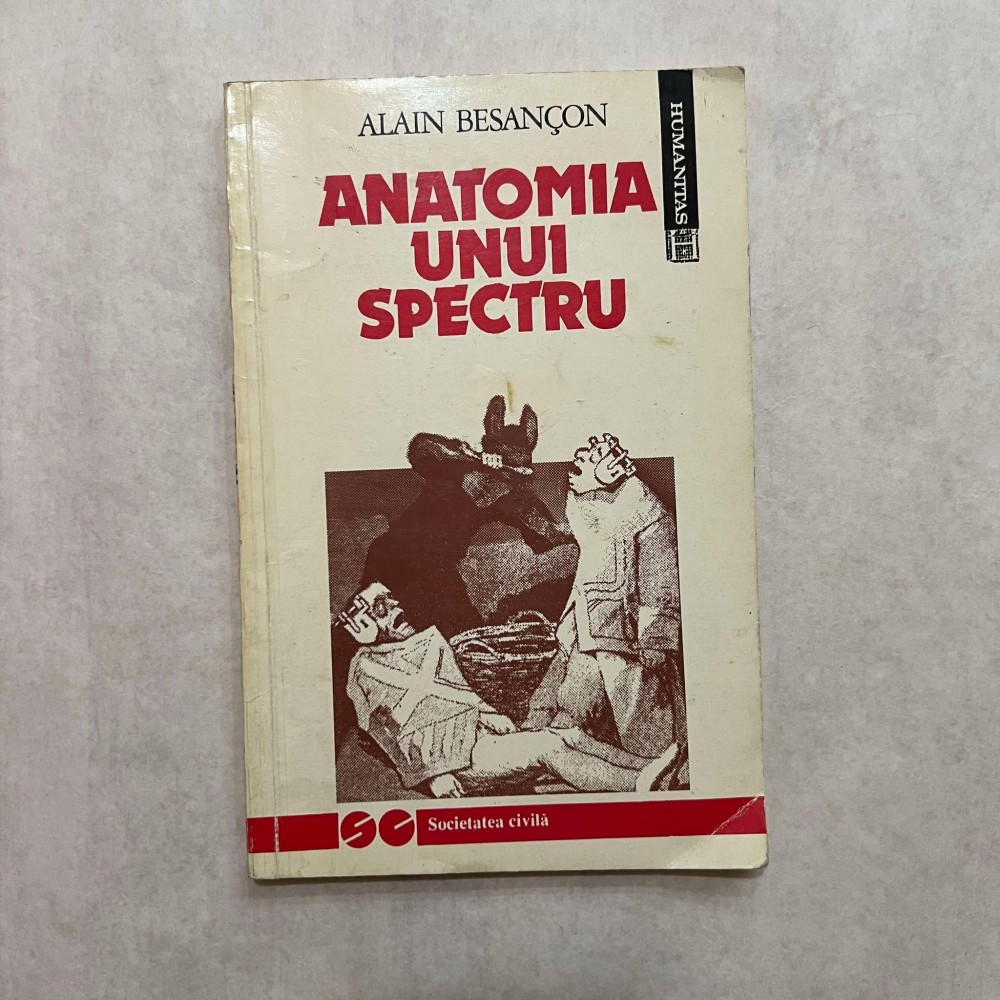 ALAIN BESANÇON
HUMANITAS
ANATOMIA
UNUI
SPECTRU
SC Societatea civilă